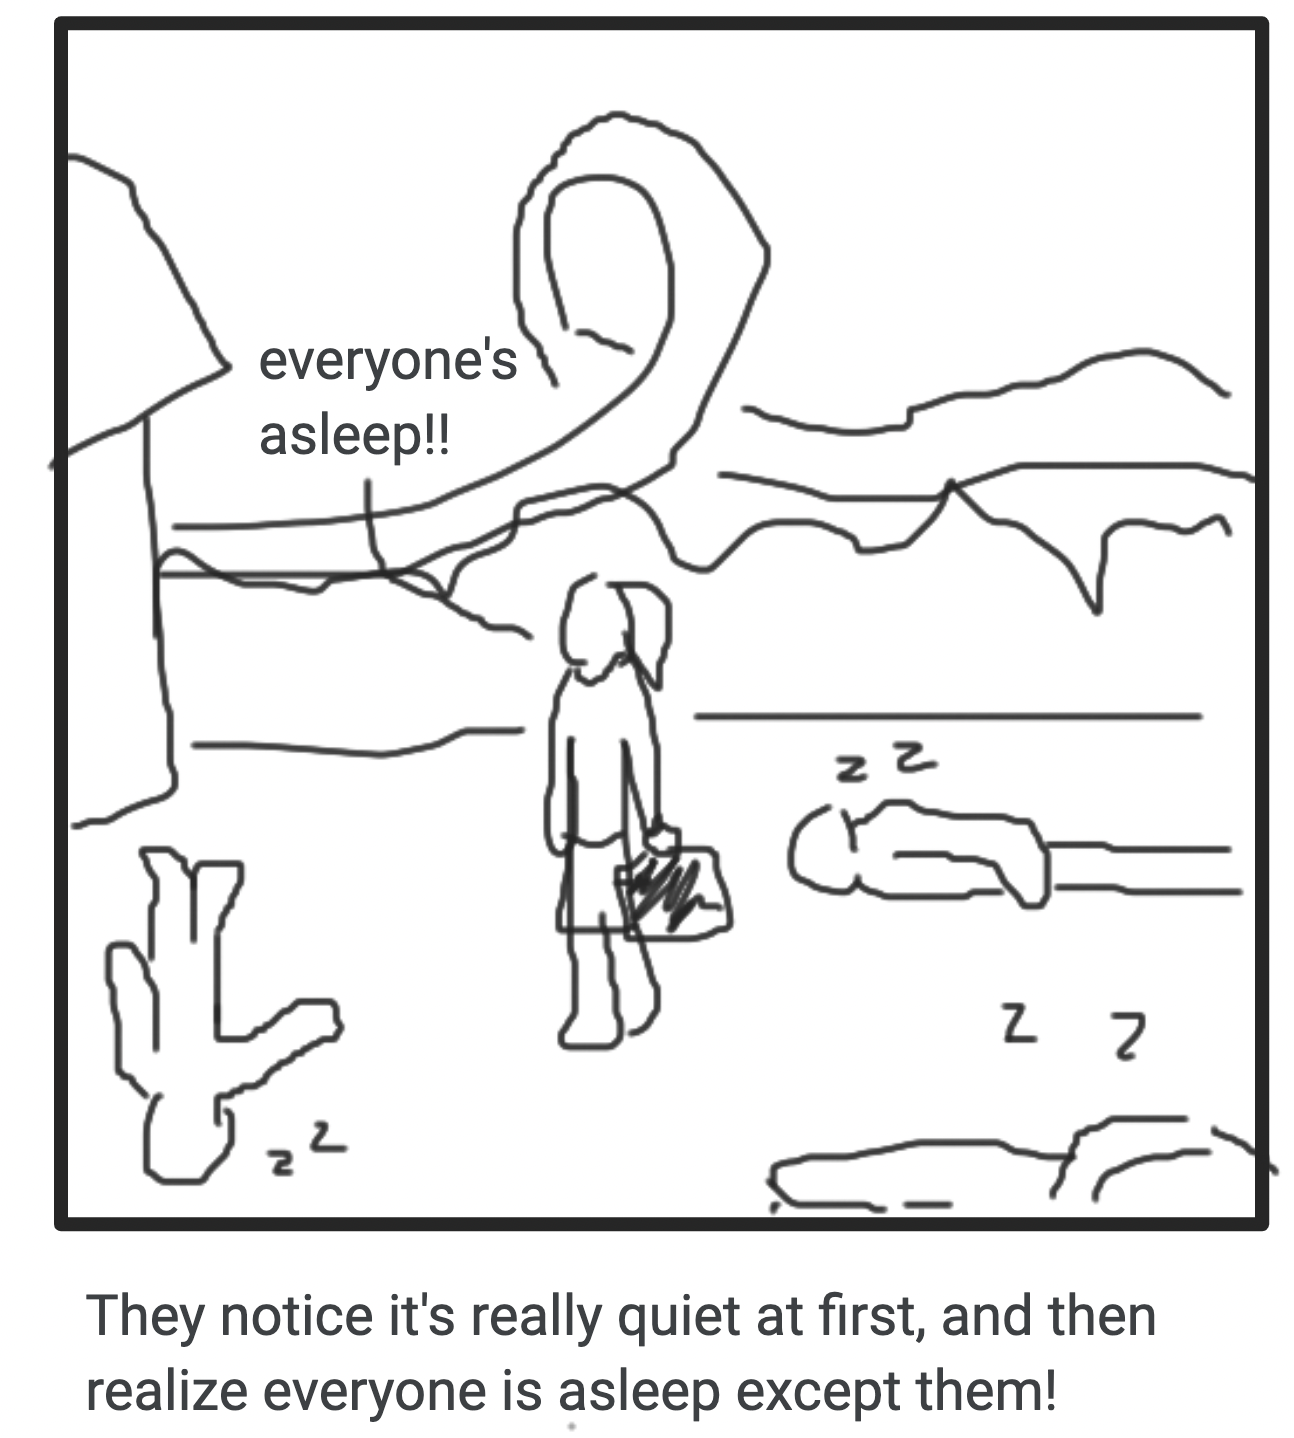 everyone's
asleep!!
z z
z z
z z
They notice it's really quiet at first, and then
realize everyone is asleep except them!